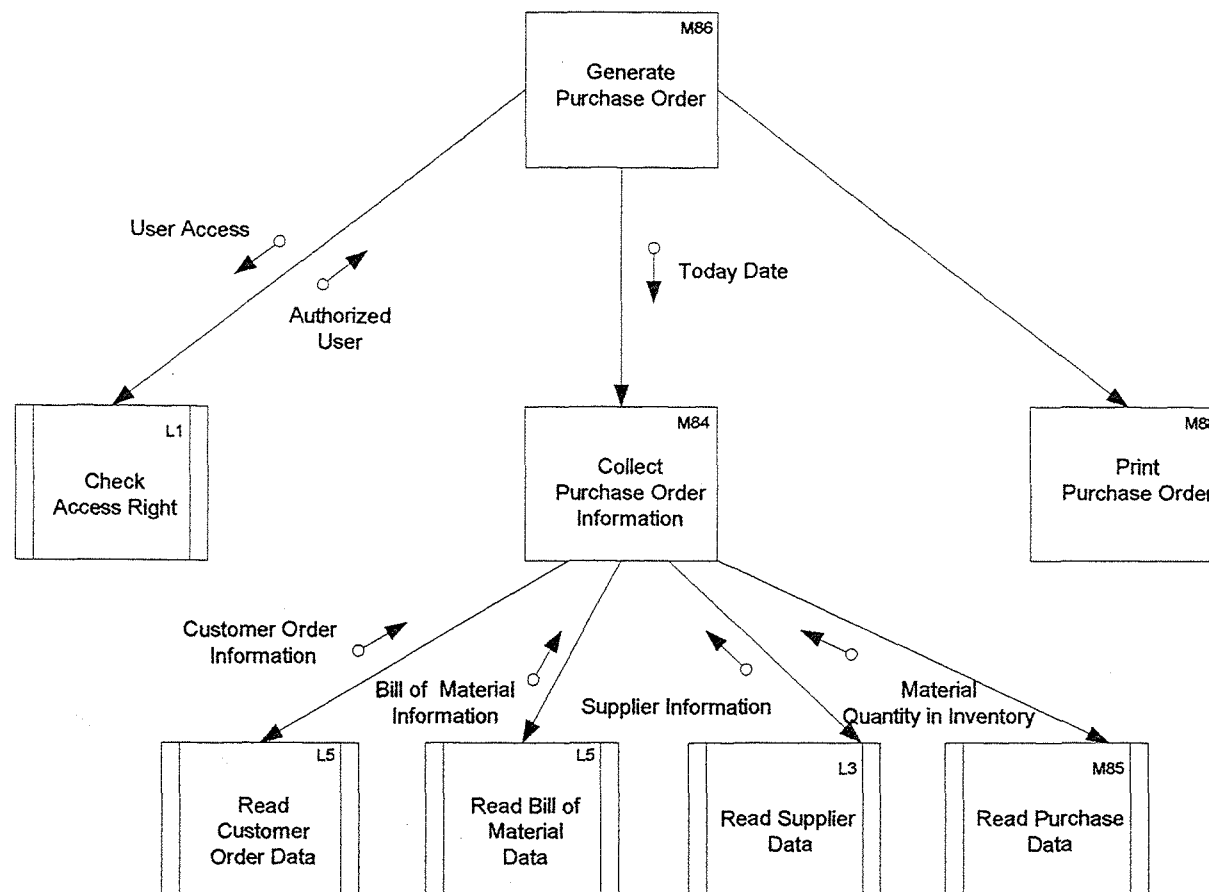 M86
Generate
Purchase Order
User Access
Authorized
User
Today Date
L1
Check
Access Right
M84
Collect
Purchase Order
Information
Print
Purchase Order
Customer Order
Information
Bill of Material
Information
Supplier Information
Material
Quantity in Inventory
L5
Read
Customer
Order Data
L5
Read Bill of
Material
Data
L3
Read Supplier
Data
M85
Read Purchase
Data